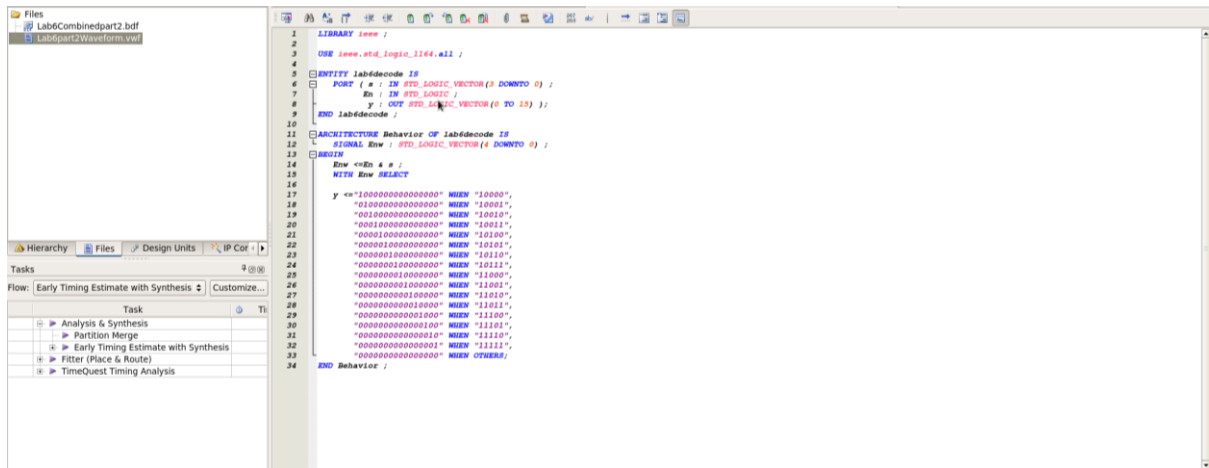 Files
Lab6Combinedpart2.bdf
Lab6part2Waveform.vwf
Hierarchy
Files
Design Units
IP Cor
Tasks
Flow:
Early Timing Estimate with Synthesis
Customize...
Task
Ti
Analysis & Synthesis
Partition Merge
Early Timing Estimate with Synthesis
Fitter (Place & Route)
TimeQuest Timing Analysis
1 LIBRARY ieee ;
2
3 USE ieee.std_logic_1164.all ;
4
5 ENTITY lab6decode IS
6 PORT ( s : IN STD_LOGIC_VECTOR(3 DOWNTO 0) ;
7 En : IN STD_LOGIC ;
8 y : OUT STD_LOGIC_VECTOR(0 TO 15) );
9 END lab6decode ;
10
11 ARCHITECTURE Behavior OF lab6decode IS
12 SIGNAL Enw : STD_LOGIC_VECTOR(4 DOWNTO 0) ;
13 BEGIN
14 Enw <=En & s ;
15 WITH Enw SELECT
16
17 y <="1000000000000000" WHEN "10000",
18 "0100000000000000" WHEN "10001",
19 "0010000000000000" WHEN "10010",
20 "0001000000000000" WHEN "10011",
21 "0000100000000000" WHEN "10100",
22 "0000010000000000" WHEN "10101",
23 "0000001000000000" WHEN "10110",
24 "0000000100000000" WHEN "10111",
25 "0000000010000000" WHEN "11000",
26 "0000000001000000" WHEN "11001",
27 "0000000000100000" WHEN "11010",
28 "0000000000010000" WHEN "11011",
29 "0000000000001000" WHEN "11100",
30 "0000000000000100" WHEN "11101",
31 "0000000000000010" WHEN "11110",
32 "0000000000000001" WHEN "11111",
33 "0000000000000000" WHEN OTHERS;
34 END Behavior ;